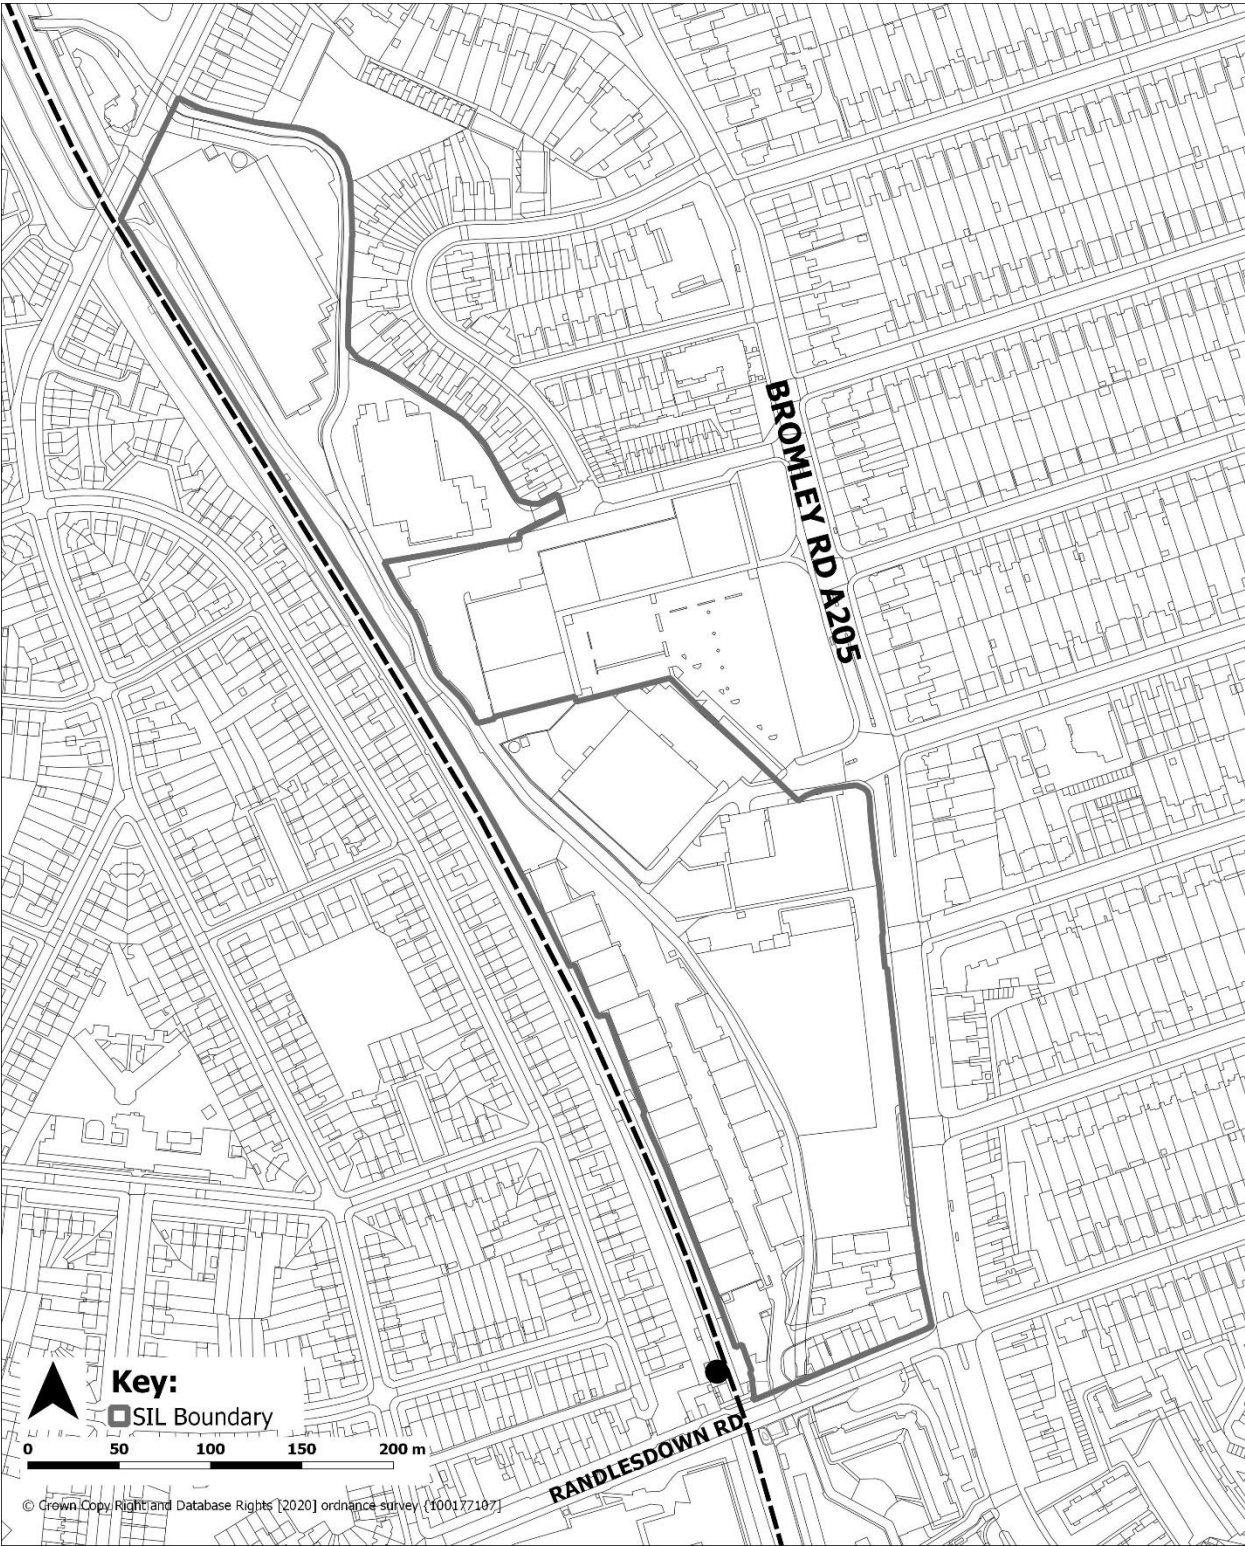 BROMLEY RD A205
RANDLESDOWN RD
Key:
SIL Boundary
0 50 100 150 200 m
© Crown Copy Right and Database Rights [2020] ordnance survey (100177107]